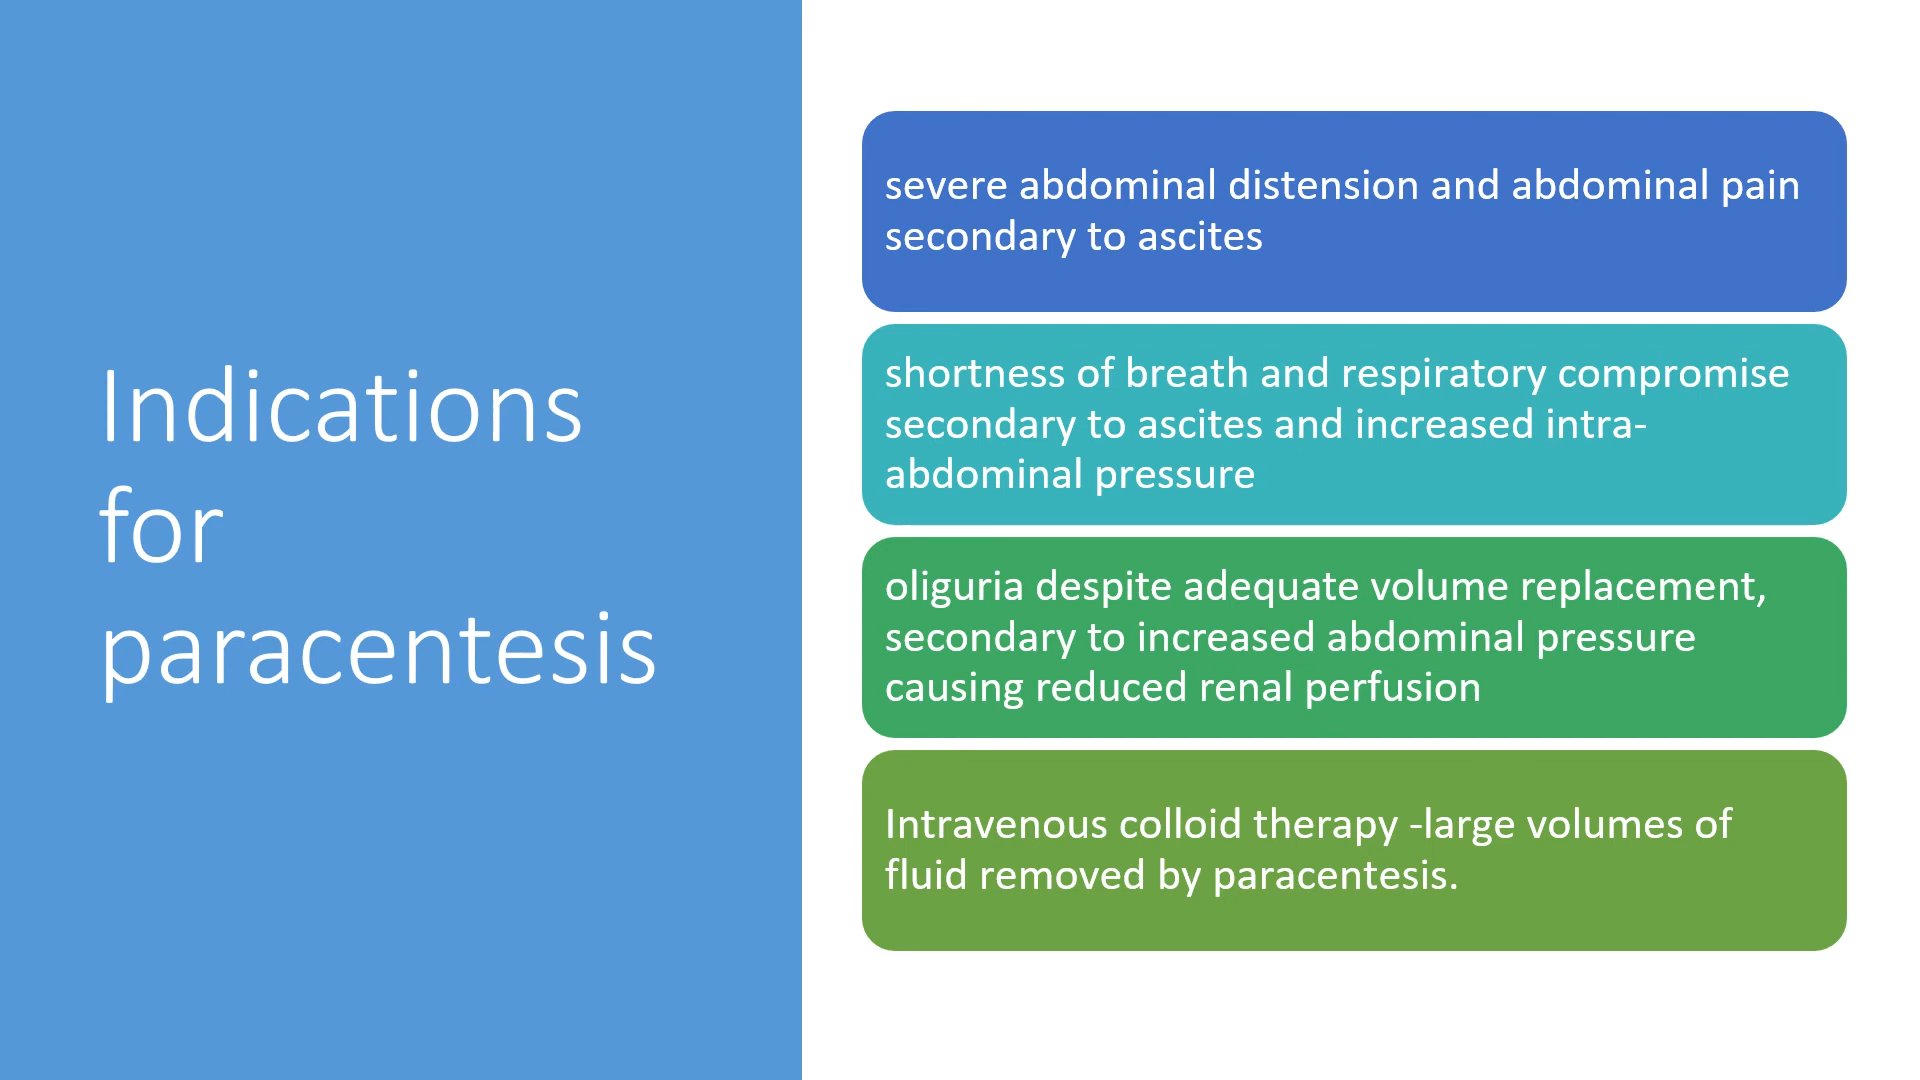 Indications
for
paracentesis
severe abdominal distension and abdominal pain
secondary to ascites
shortness of breath and respiratory compromise
secondary to ascites and increased intra-
abdominal pressure
oliguria despite adequate volume replacement,
secondary to increased abdominal pressure
causing reduced renal perfusion
Intravenous colloid therapy -large volumes of
fluid removed by paracentesis.